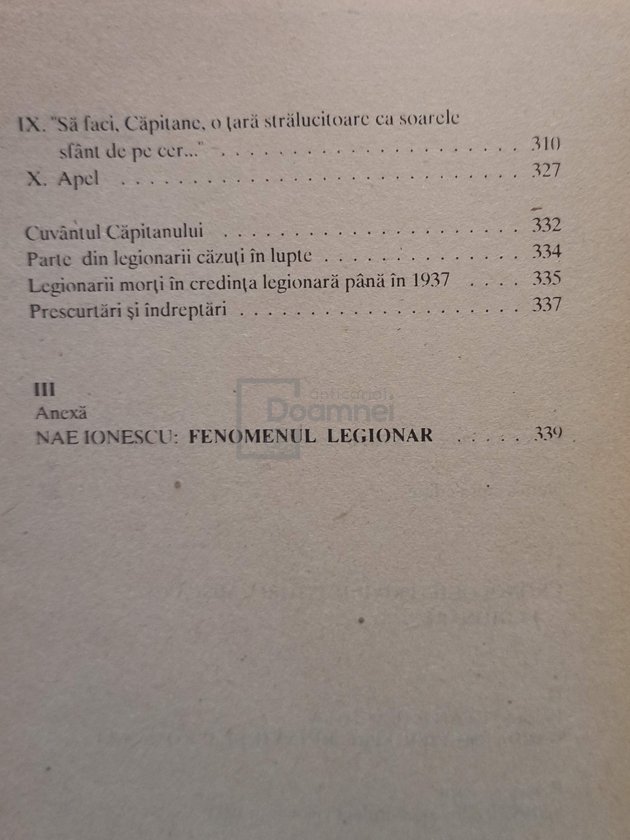 IX. "Să faci, Căpitane, o țară strălucitoare ca soarele
sfânt de pe cer..." . . . . . . . . . . . . . . . . . . . . . 310
X. Apel . . . . . . . . . . . . . . . . . . . . . . . . . . . 327
Cuvântul Căpitanului . . . . . . . . . . . . . . . . . . . . 332
Parte din legionarii căzuți în lupte . . . . . . . . . . . . . 334
Legionarii morți în credința legionară până în 1937 . . . . 335
Prescurtări și îndreptări . . . . . . . . . . . . . . . . . . . 337
III
Anexă
anticariat
Doamnei
NAE IONESCU: FENOMENUL LEGIONAR . . . . . 339